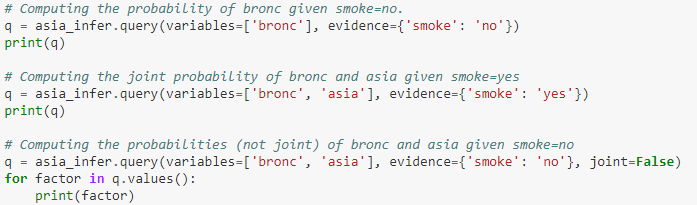 # Computing the probability of bronc given smoke=no.
q = asia_infer.query(variables=['bronc'], evidence={'smoke': 'no'})
print(q)

# Computing the joint probability of bronc and asia given smoke=yes
q = asia_infer.query(variables=['bronc', 'asia'], evidence={'smoke': 'yes'})
print(q)

# Computing the probabilities (not joint) of bronc and asia given smoke=no
q = asia_infer.query(variables=['bronc', 'asia'], evidence={'smoke': 'no'}, joint=False)
for factor in q.values():
    print(factor)